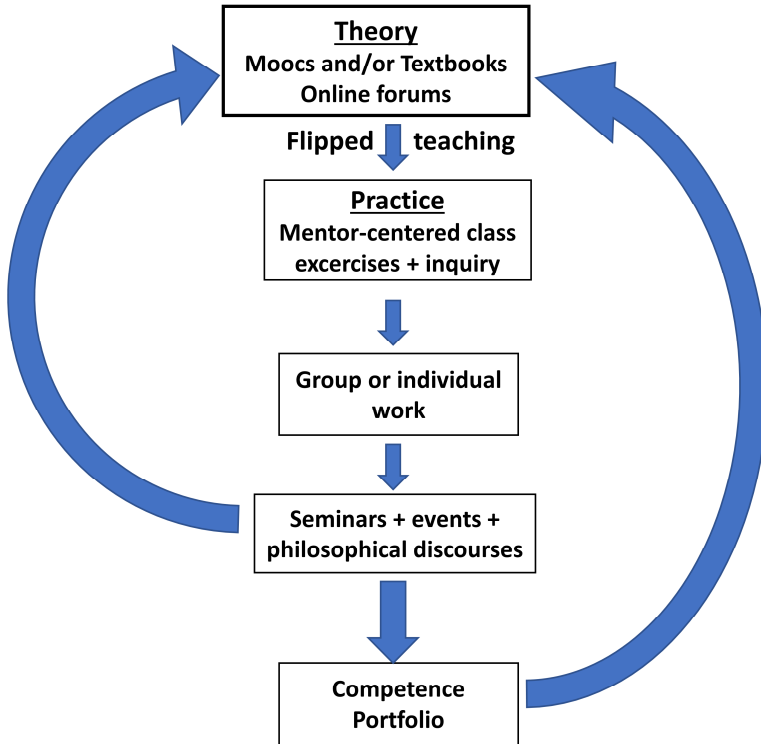 Theory
Moocs and/or Textbooks
Online forums
Flipped teaching
Practice
Mentor-centered class
excercises + inquiry
Group or individual
work
Seminars + events +
philosophical discourses
Competence
Portfolio